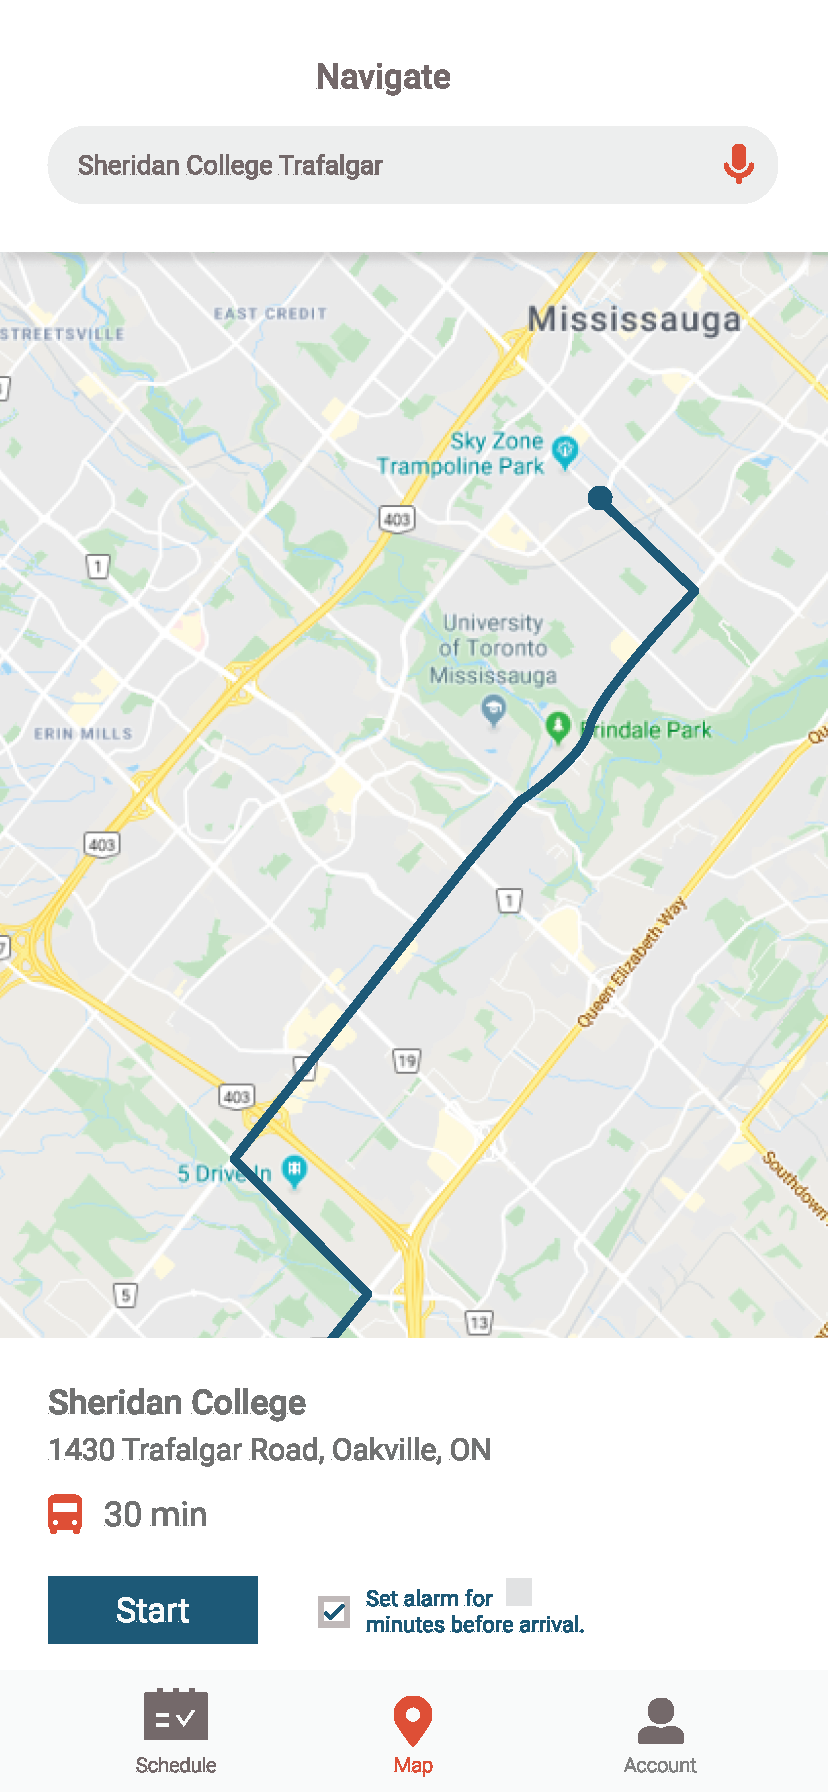 Navigate
Sheridan College Trafalgar
EAST CREDIT
Mississauga
STREETSVILLE
Sky Zone
Trampoline Park
403
1
University
of Toronto
Mississauga
Brindale Park
ERIN MILLS
403
1
Queen Elizabeth Way
19
403
5 Drive In
Southdown
5
13
Sheridan College
1430 Trafalgar Road, Oakville, ON
30 min
Start
Set alarm for
minutes before arrival.
Schedule
Map
Account